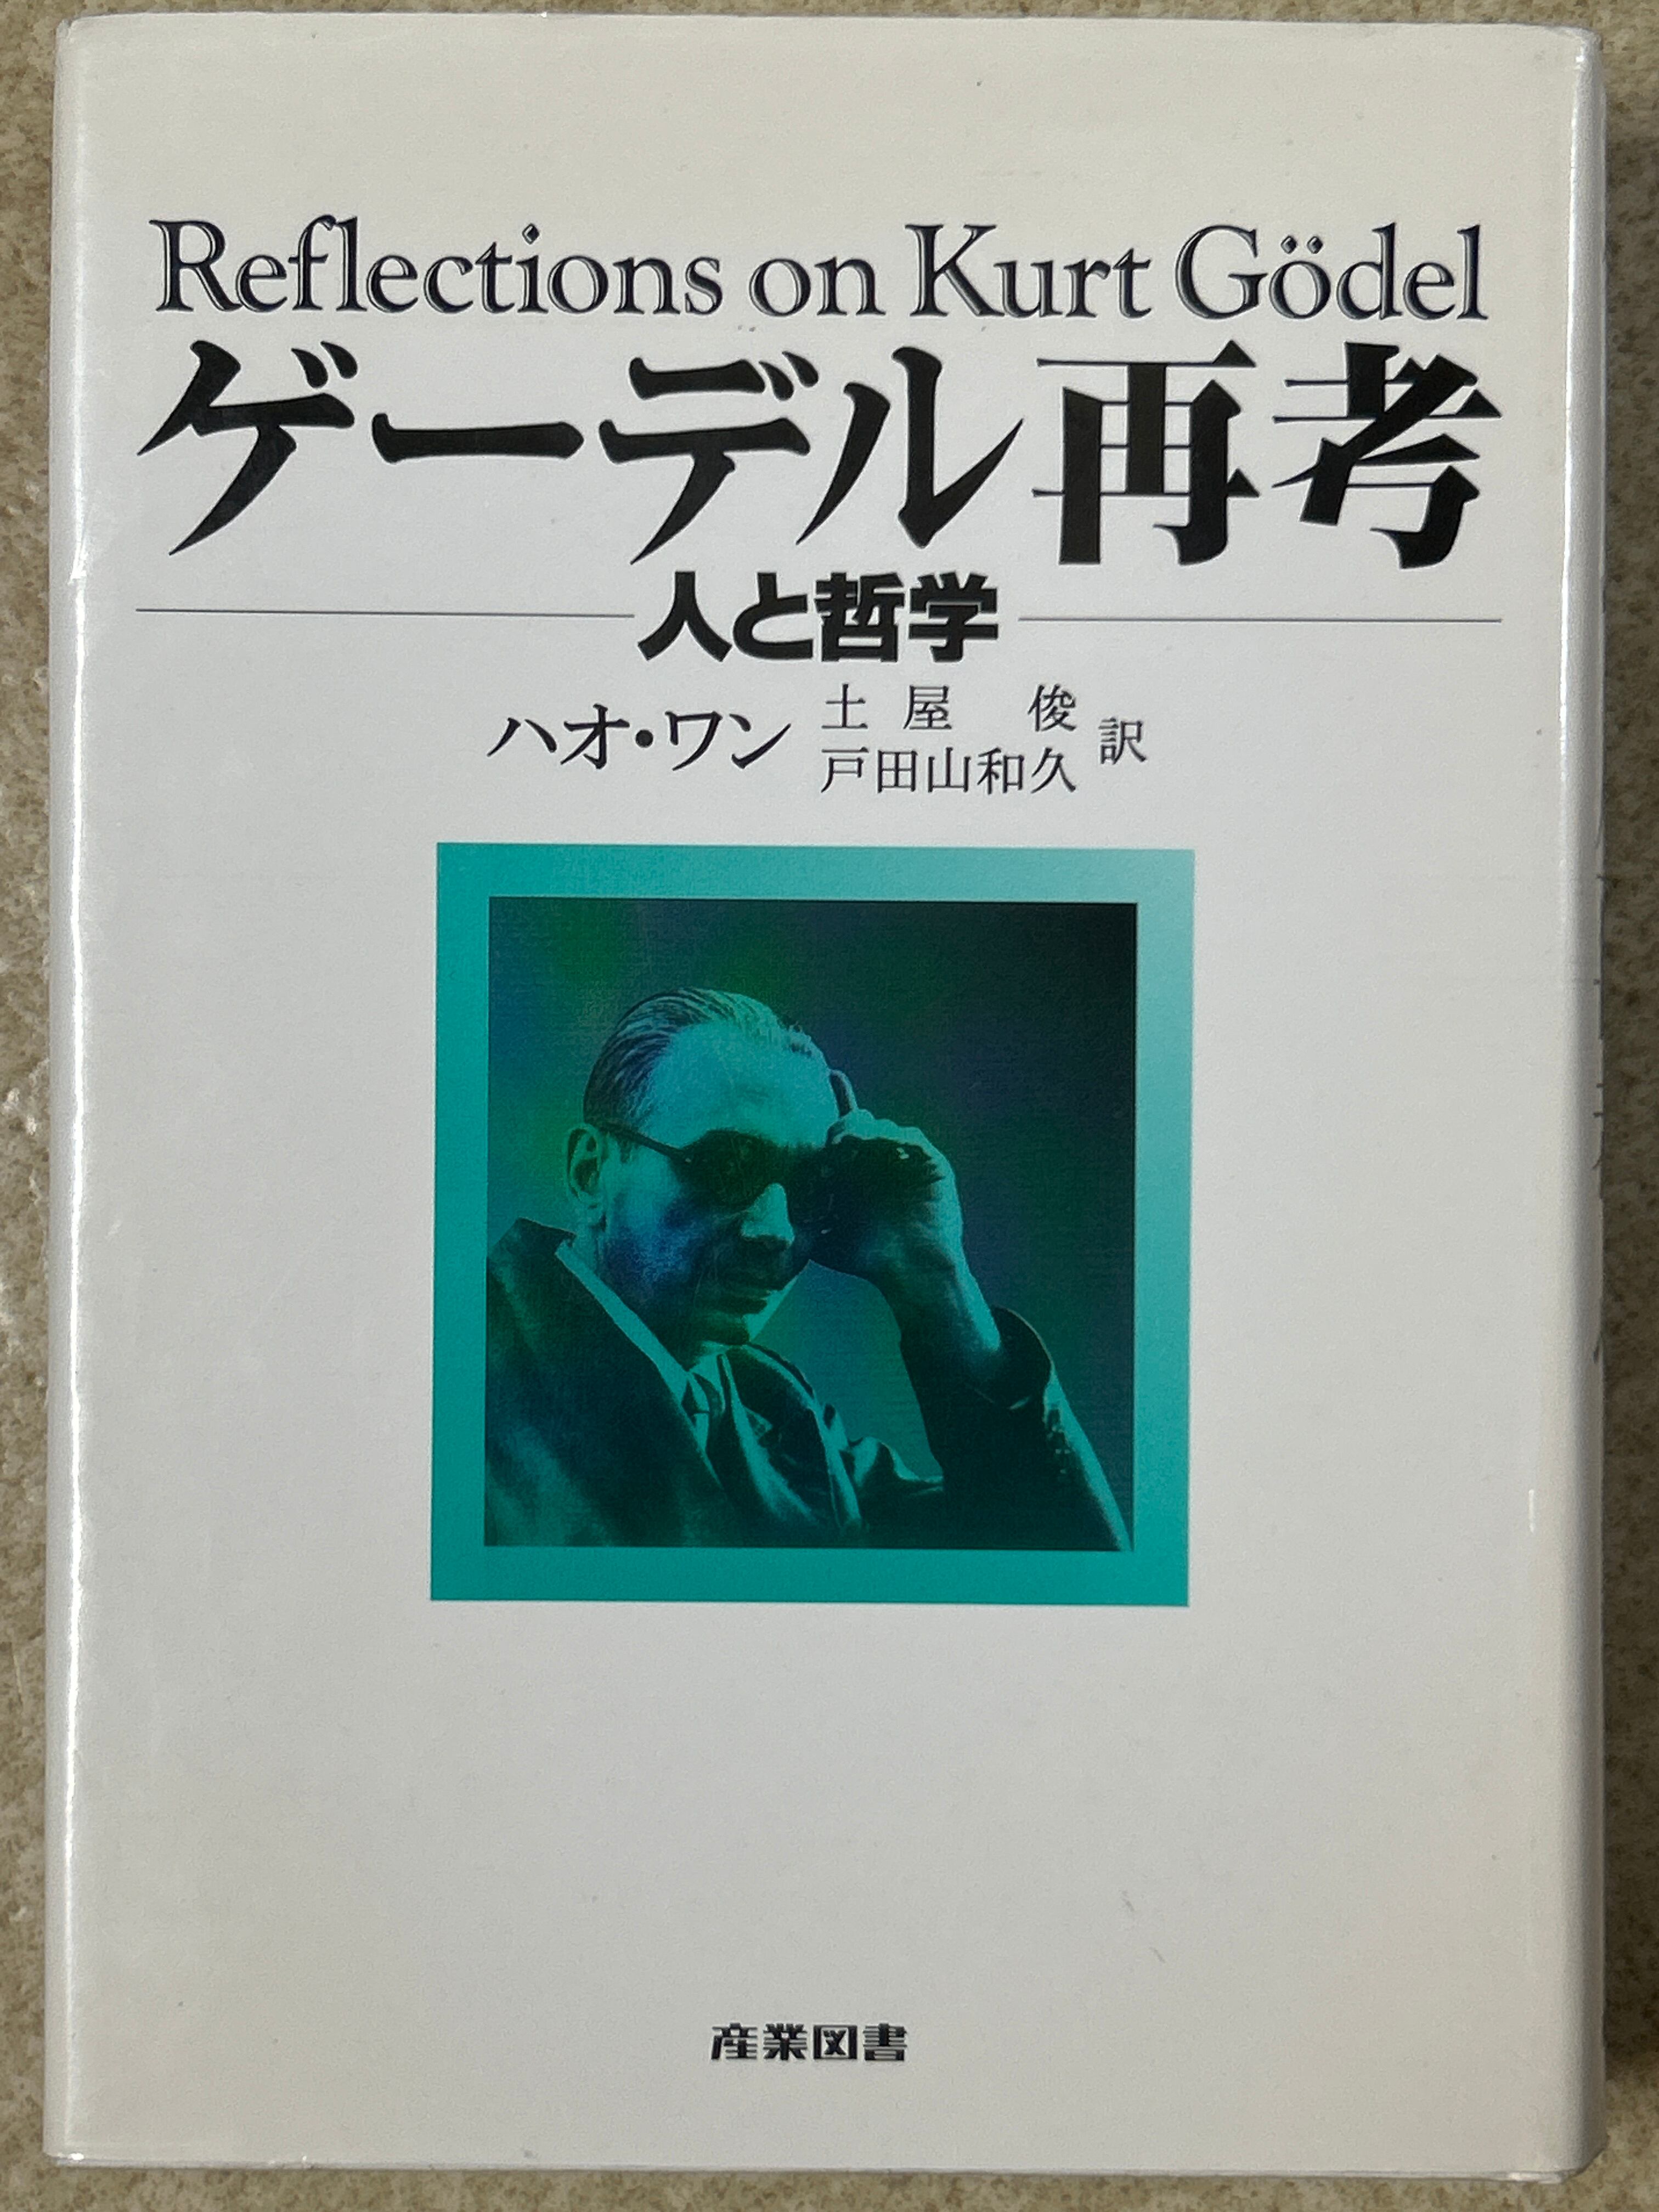 Reflections on Kurt Gödel
ゲーデル再考
人と哲学
ハオ・ワン
土屋 俊
戸田山和久
訳
産業図書